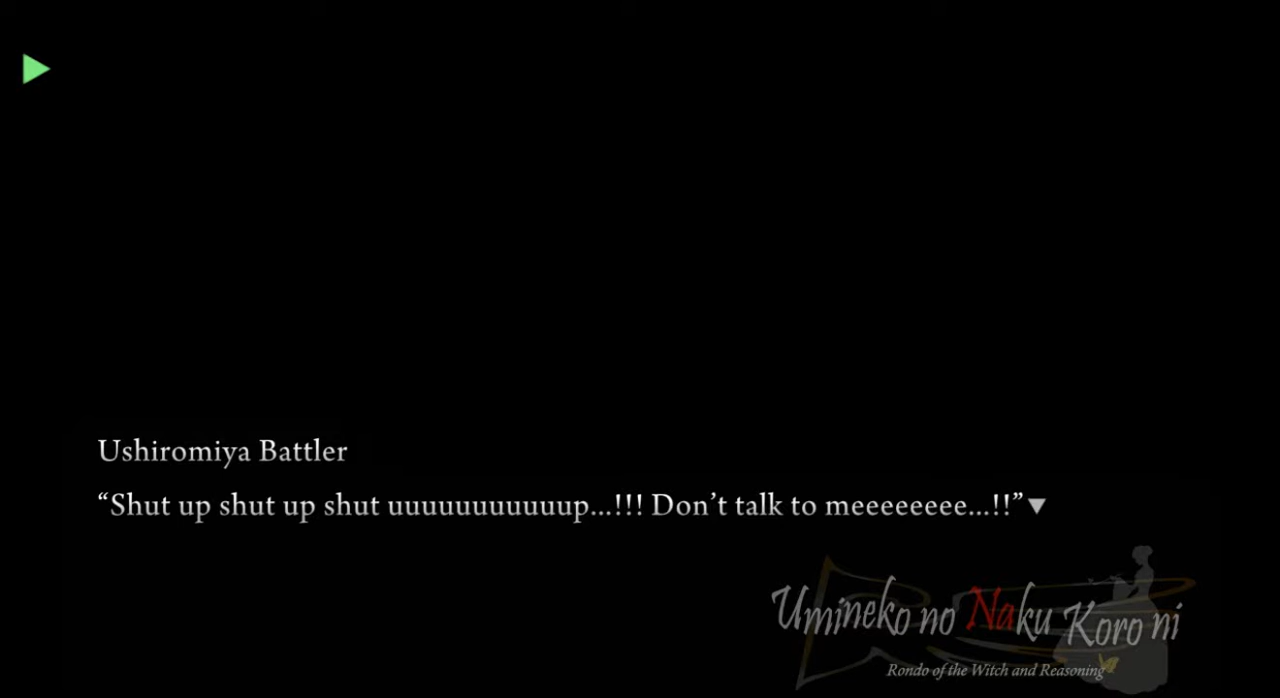 Ushiromiya Battler
“Shut up shut up shut uuuuuuuuuuup...!!! Don’t talk to meeeeeeee...!!”
Umineko no Naku Koro ni
Rondo of the Witch and Reasoning